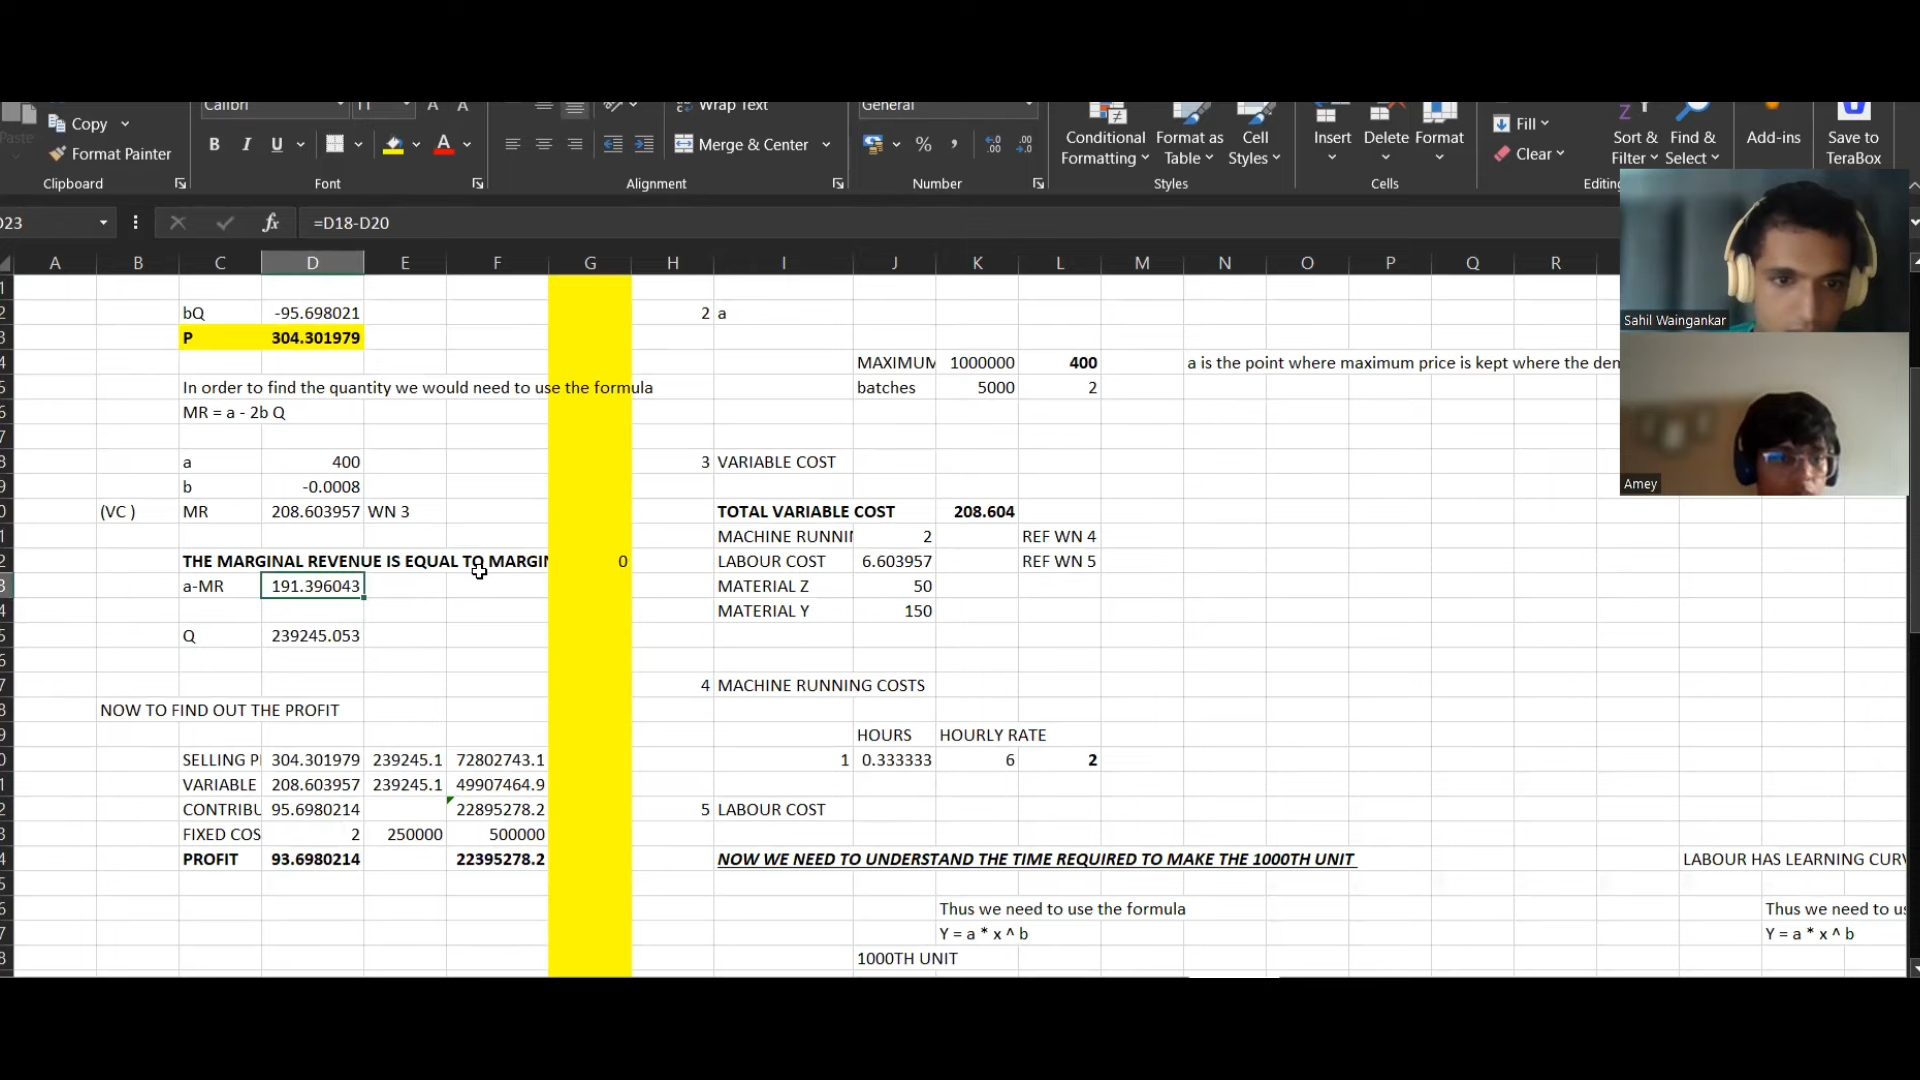 Calibri 11 A A Wrap Text General
Copy
Paste
Format Painter
B I U A
Merge & Center
%
Conditional Formatting
Format as Table
Cell Styles
Insert Delete Format
Fill
Clear
Sort & Filter
Find & Select
Add-ins
Save to TeraBox
Clipboard Font Alignment Number Styles Cells Editing
D23 fx =D18-D20
A B C D E F G H I J K L M N O P Q R
bQ -95.698021 2 a
P 304.301979
MAXIMUM 1000000 400 a is the point where maximum price is kept where the den
In order to find the quantity we would need to use the formula batches 5000 2
MR = a - 2b Q
a 400 3 VARIABLE COST
b -0.0008
(VC ) MR 208.603957 WN 3 TOTAL VARIABLE COST 208.604
MACHINE RUNNIN 2 REF WN 4
THE MARGINAL REVENUE IS EQUAL TO MARGIN 0 LABOUR COST 6.603957 REF WN 5
a-MR 191.396043 MATERIAL Z 50
MATERIAL Y 150
Q 239245.053
4 MACHINE RUNNING COSTS
NOW TO FIND OUT THE PROFIT
HOURS HOURLY RATE
SELLING PI 304.301979 239245.1 72802743.1 1 0.333333 6 2
VARIABLE 208.603957 239245.1 49907464.9
CONTRIBU 95.6980214 22895278.2 5 LABOUR COST
FIXED COS 2 250000 500000
PROFIT 93.6980214 22395278.2 NOW WE NEED TO UNDERSTAND THE TIME REQUIRED TO MAKE THE 1000TH UNIT LABOUR HAS LEARNING CURV
Thus we need to use the formula Thus we need to us
Y = a * x ^ b Y = a * x ^ b
1000TH UNIT
Sahil Waingankar
Amey